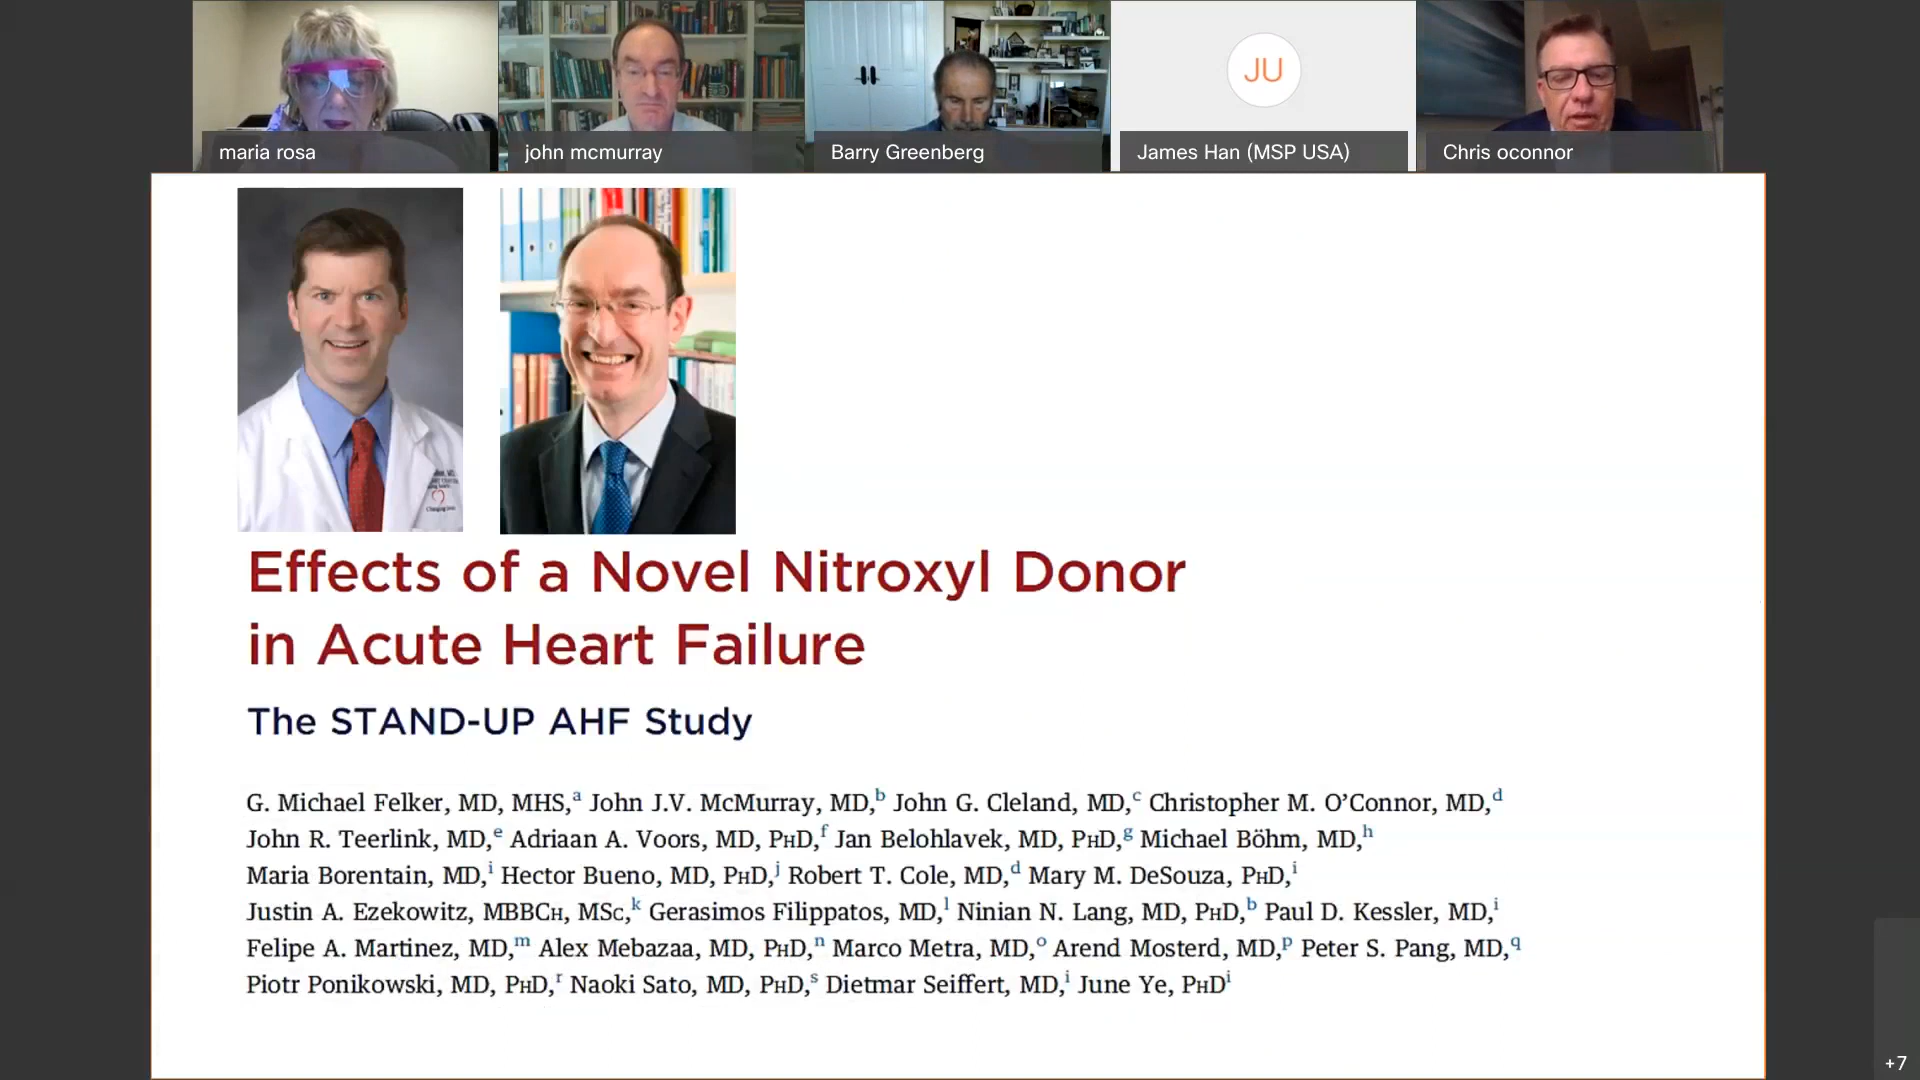 maria rosa
john mcmurray
Barry Greenberg
JU
James Han (MSP USA)
Chris oconnor
Effects of a Novel Nitroxyl Donor
in Acute Heart Failure
The STAND-UP AHF Study
G. Michael Felker, MD, MHS,ᵃ John J.V. McMurray, MD,ᵇ John G. Cleland, MD,ᶜ Christopher M. O’Connor, MD,ᵈ
John R. Teerlink, MD,ᵉ Adriaan A. Voors, MD, PhD,ᶠ Jan Belohlavek, MD, PhD,ᵍ Michael Böhm, MD,ʰ
Maria Borentain, MD,ⁱ Hector Bueno, MD, PhD,ʲ Robert T. Cole, MD,ᵈ Mary M. DeSouza, PhD,ⁱ
Justin A. Ezekowitz, MBBCh, MSc,ᵏ Gerasimos Filippatos, MD,ˡ Ninian N. Lang, MD, PhD,ᵇ Paul D. Kessler, MD,ⁱ
Felipe A. Martinez, MD,ᵐ Alex Mebazaa, MD, PhD,ⁿ Marco Metra, MD,ᵒ Arend Mosterd, MD,ᵖ Peter S. Pang, MD,q
Piotr Ponikowski, MD, PhD,ʳ Naoki Sato, MD, PhD,ˢ Dietmar Seiffert, MD,ⁱ June Ye, PhDⁱ
+7